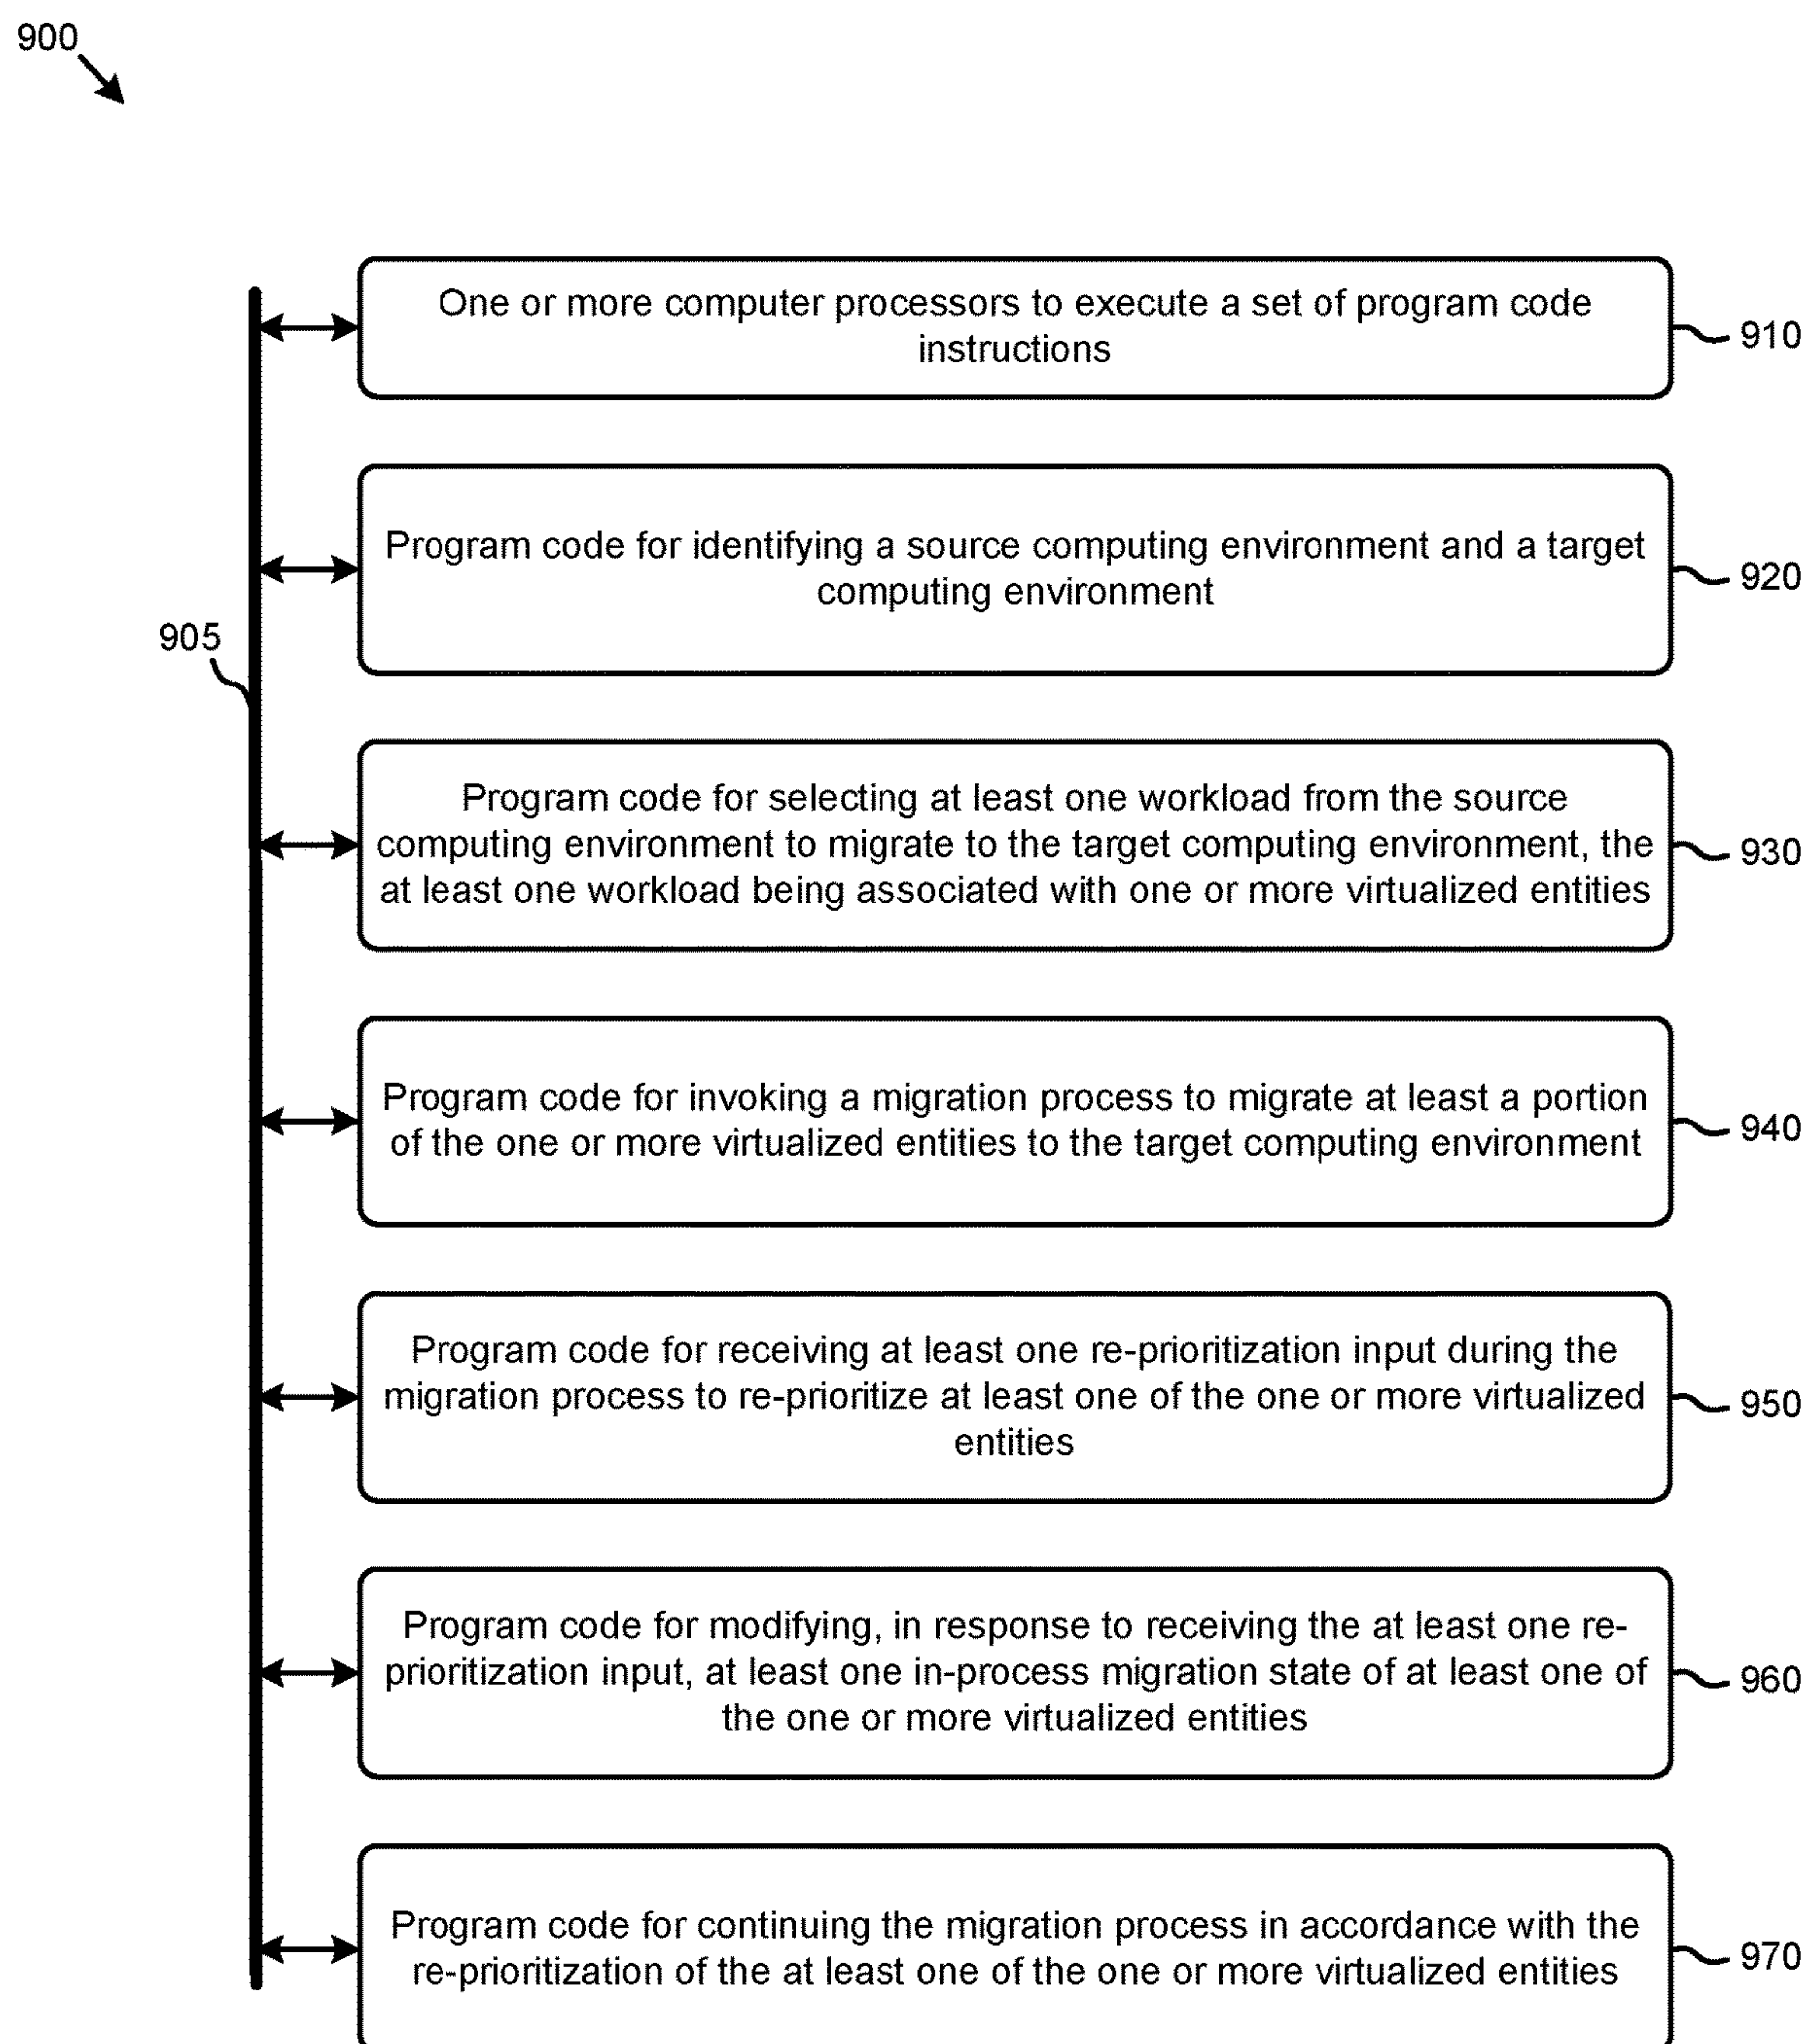 900
One or more computer processors to execute a set of program code
instructions
910
Program code for identifying a source computing environment and a target
computing environment
920
905
Program code for selecting at least one workload from the source
computing environment to migrate to the target computing environment, the
at least one workload being associated with one or more virtualized entities
930
Program code for invoking a migration process to migrate at least a portion
of the one or more virtualized entities to the target computing environment
940
Program code for receiving at least one re-prioritization input during the
migration process to re-prioritize at least one of the one or more virtualized
entities
950
Program code for modifying, in response to receiving the at least one re-
prioritization input, at least one in-process migration state of at least one of
the one or more virtualized entities
960
Program code for continuing the migration process in accordance with the
re-prioritization of the at least one of the one or more virtualized entities
970